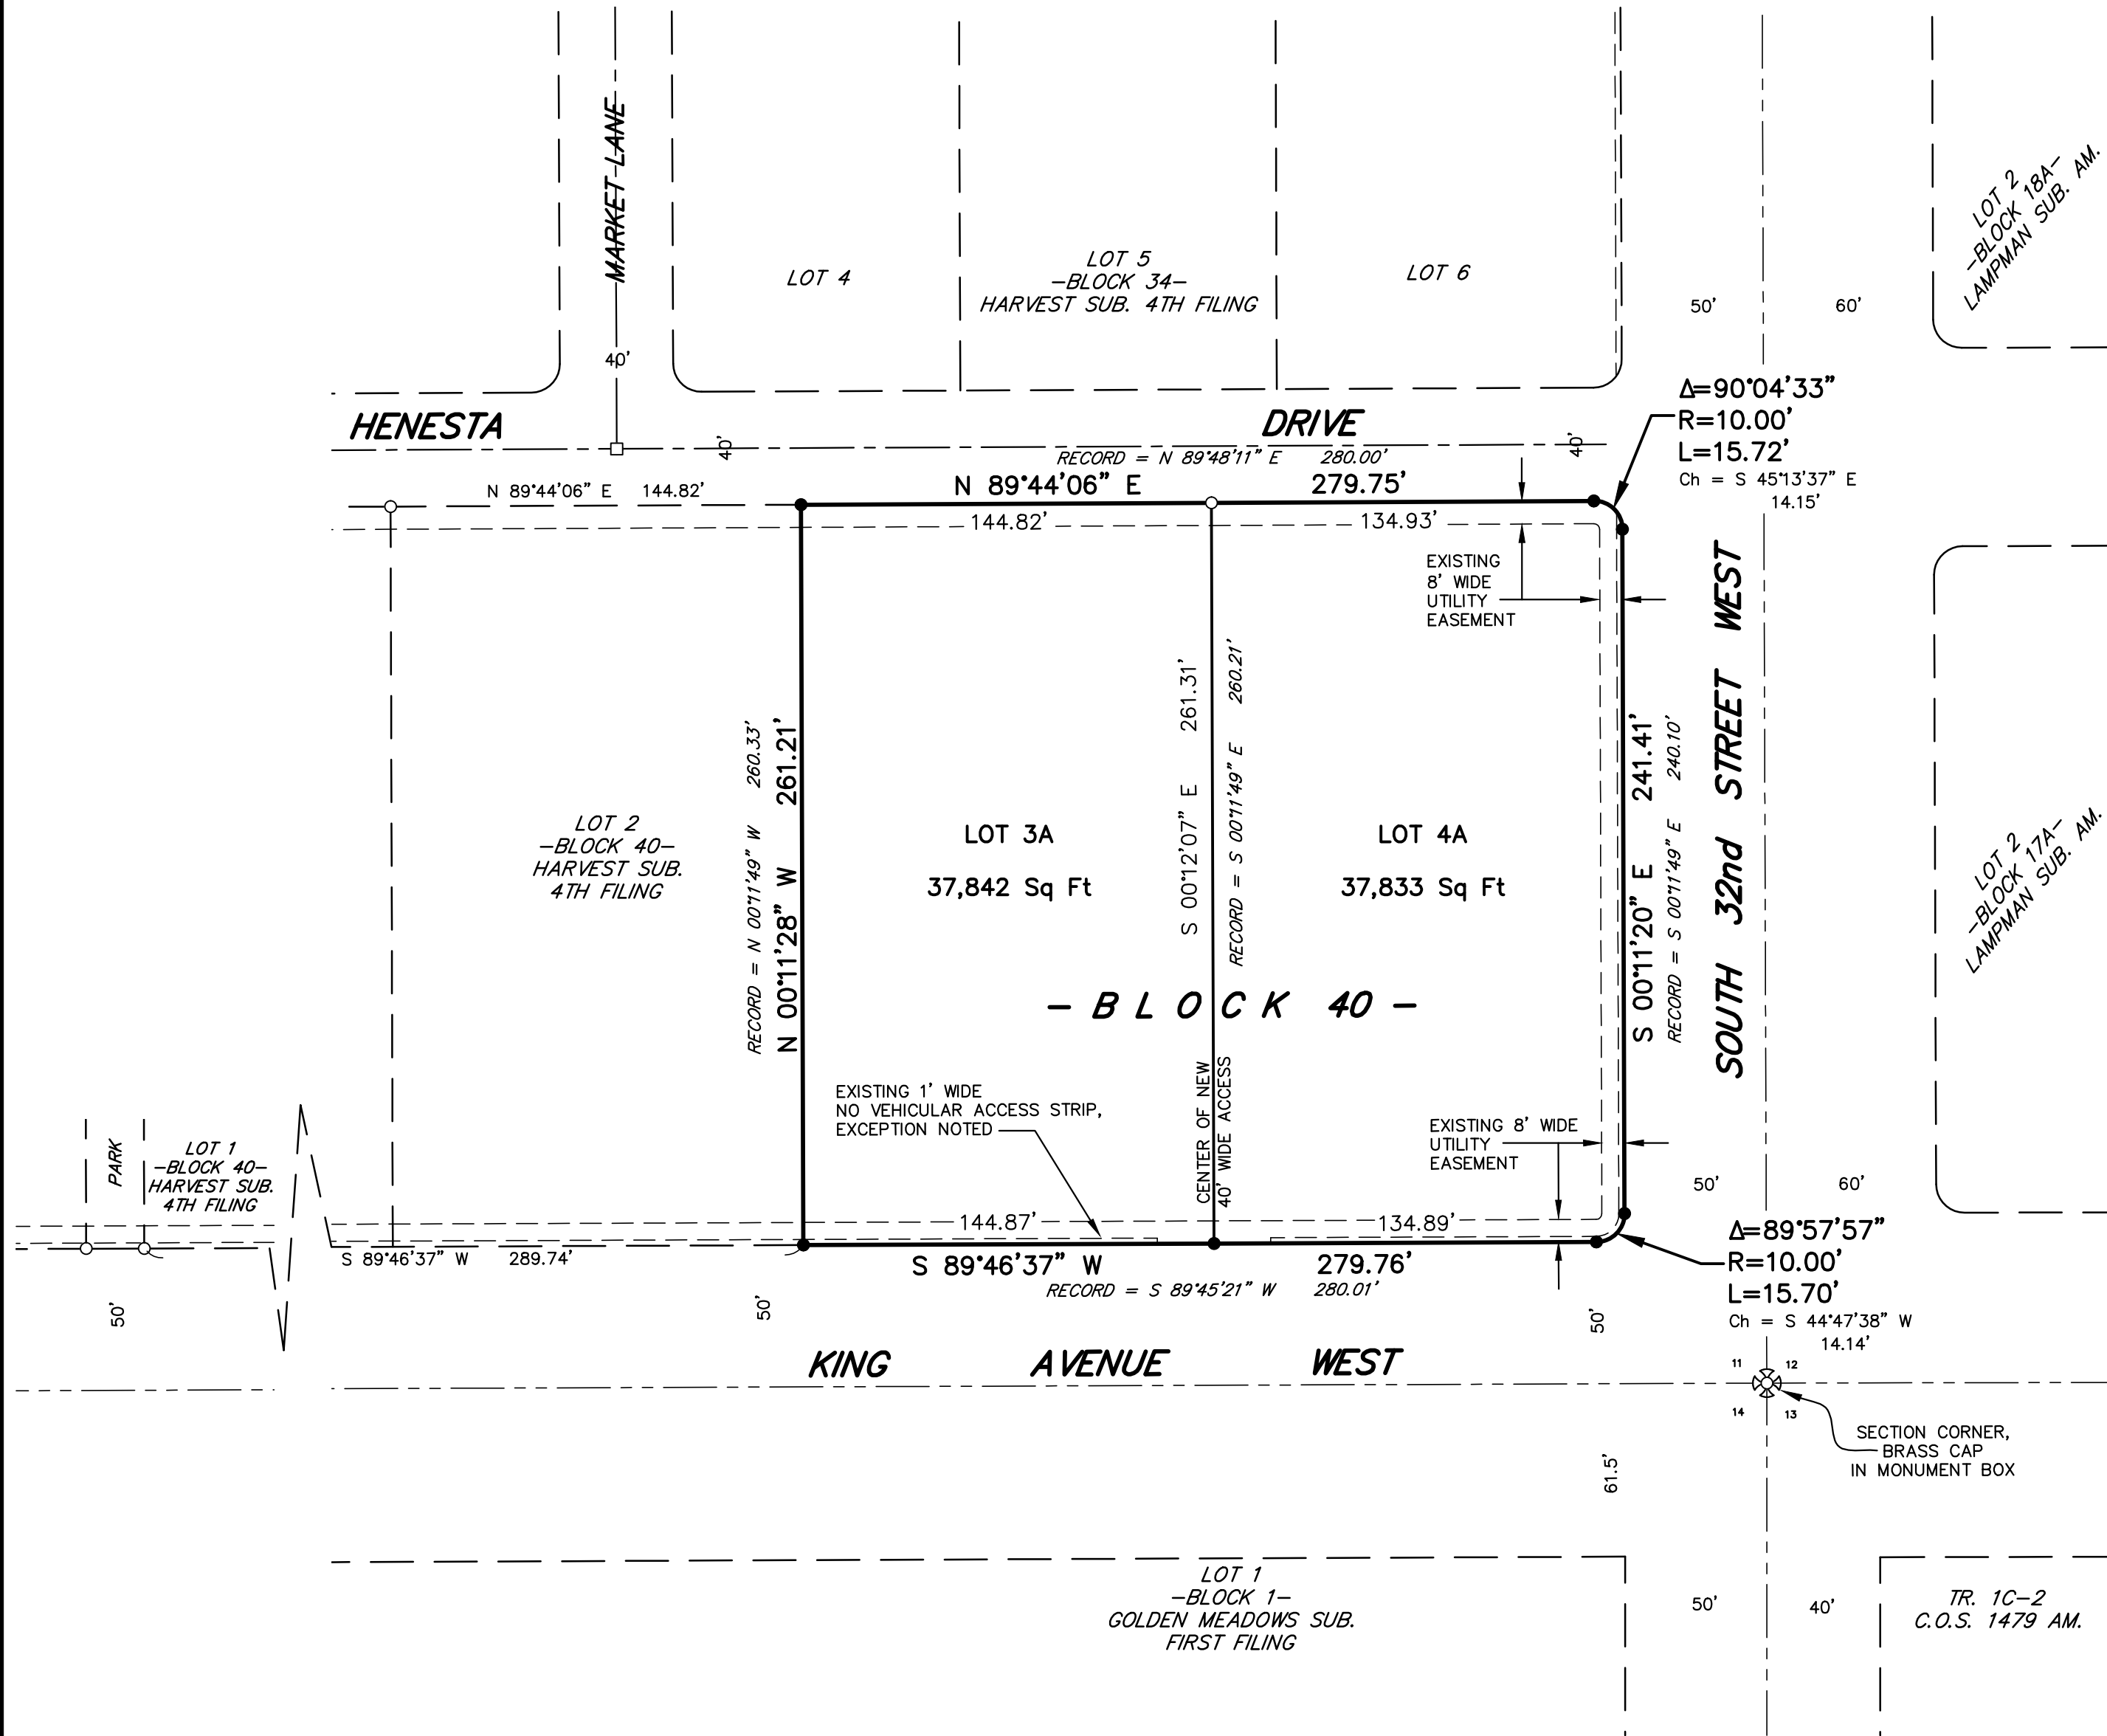 MARKET LANE
40'
LOT 4
LOT 5
-BLOCK 34-
HARVEST SUB. 4TH FILING
LOT 6
50'
60'
LOT 2
-BLOCK 18A-
LAMPMAN SUB. AM.
Δ=90°04'33"
R=10.00'
L=15.72'
Ch = S 45°13'37" E
14.15'
HENESTA DRIVE
40'
40'
RECORD = N 89°48'11" E 280.00'
N 89°44'06" E 144.82'
N 89°44'06" E 279.75'
144.82'
134.93'
EXISTING
8' WIDE
UTILITY
EASEMENT
SOUTH 32nd STREET WEST
RECORD = N 00°11'49" W 260.33'
N 00°11'28" W 261.21'
S 00°12'07" E 261.31'
RECORD = S 00°11'49" E 260.21'
S 00°11'20" E 241.41'
RECORD = S 00°11'49" E 240.10'
LOT 2
-BLOCK 40-
HARVEST SUB.
4TH FILING
LOT 3A
37,842 Sq Ft
LOT 4A
37,833 Sq Ft
LOT 2
-BLOCK 17A-
LAMPMAN SUB. AM.
- BLOCK 40 -
CENTER OF NEW
40' WIDE ACCESS
EXISTING 1' WIDE
NO VEHICULAR ACCESS STRIP,
EXCEPTION NOTED
EXISTING 8' WIDE
UTILITY
EASEMENT
PARK
LOT 1
-BLOCK 40-
HARVEST SUB.
4TH FILING
50'
60'
144.87'
134.89'
S 89°46'37" W 289.74'
S 89°46'37" W 279.76'
RECORD = S 89°45'21" W 280.01'
Δ=89°57'57"
R=10.00'
L=15.70'
Ch = S 44°47'38" W
14.14'
50'
50'
50'
KING AVENUE WEST
11
12
14
13
SECTION CORNER,
BRASS CAP
IN MONUMENT BOX
61.5'
LOT 1
-BLOCK 1-
GOLDEN MEADOWS SUB.
FIRST FILING
50'
40'
TR. 1C-2
C.O.S. 1479 AM.